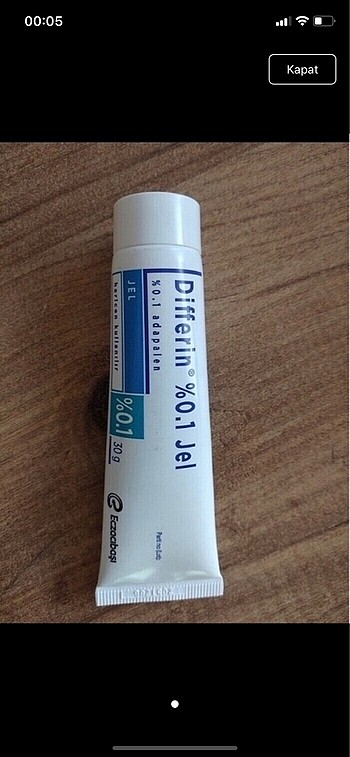 00:05
Kapat
Differin® %0.1 Jel
%0.1 adapalen
JEL
haricen kullanılır
%0.1
30 g
Eczacıbaşı